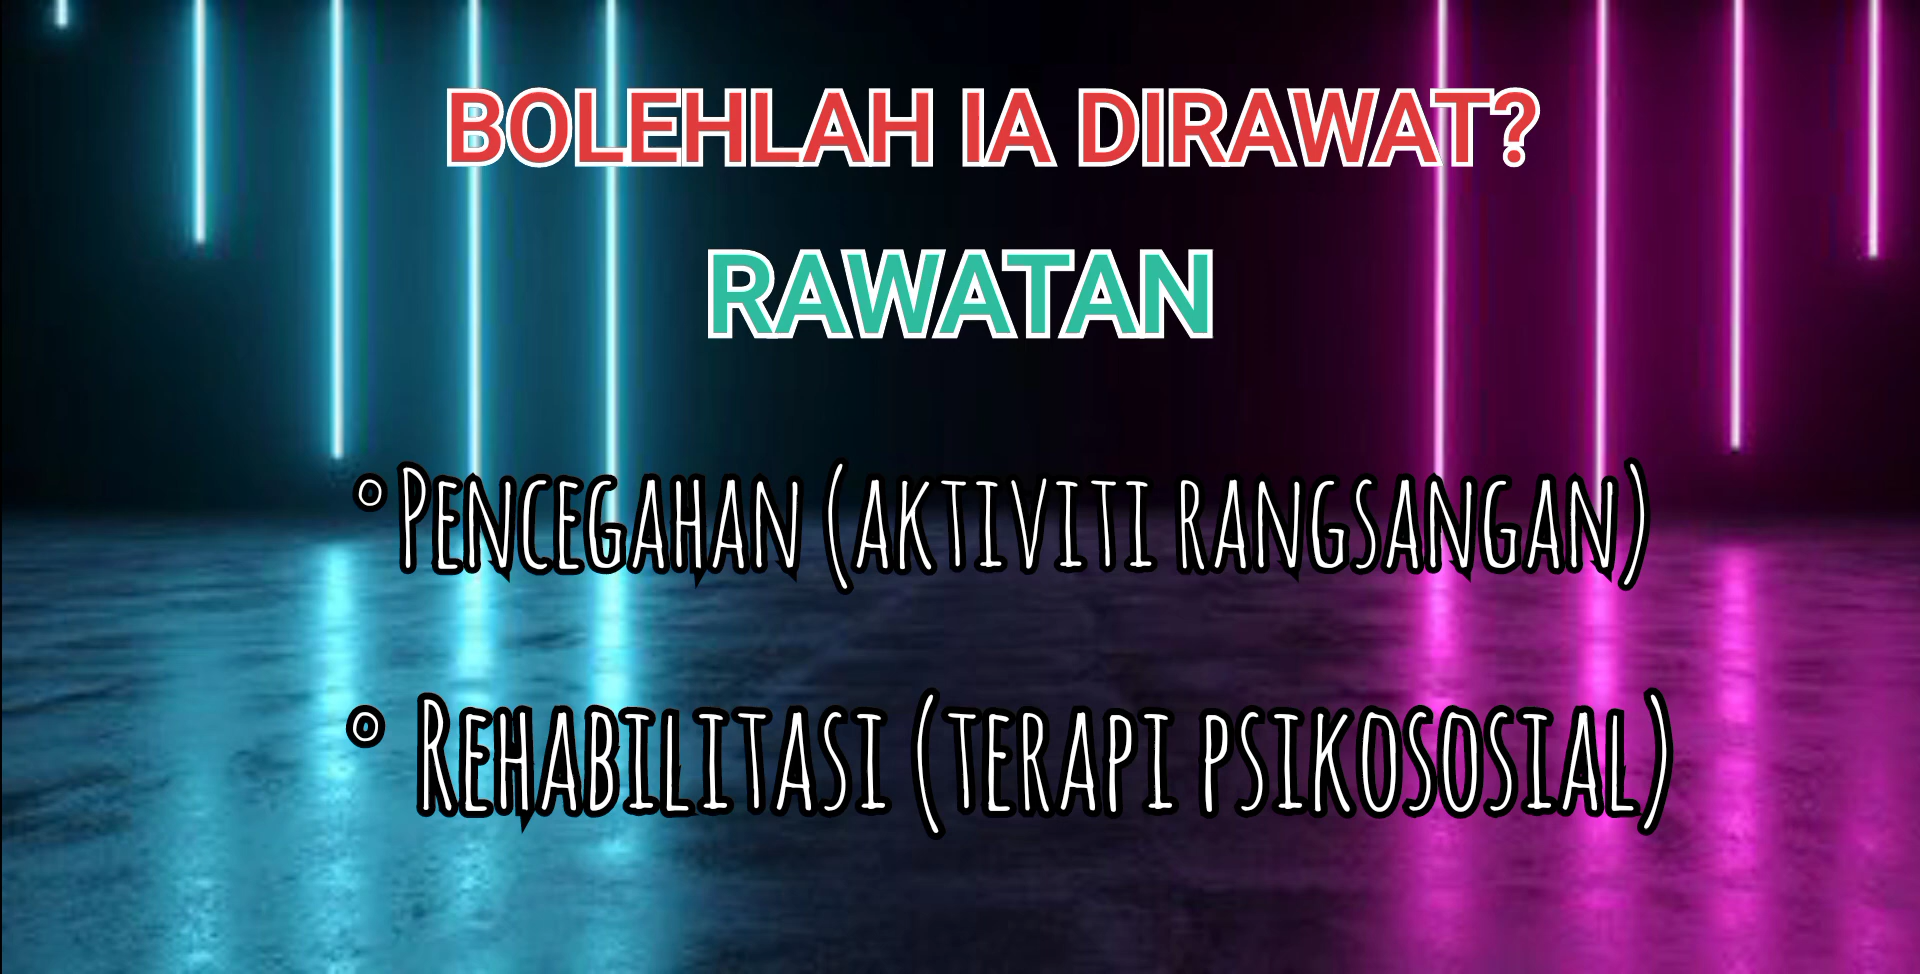 BOLEHLAH IA DIRAWAT?
RAWATAN
°PENCEGAHAN (AKTIVITI RANGSANGAN)
° REHABILITASI (TERAPI PSIKOSOSIAL)